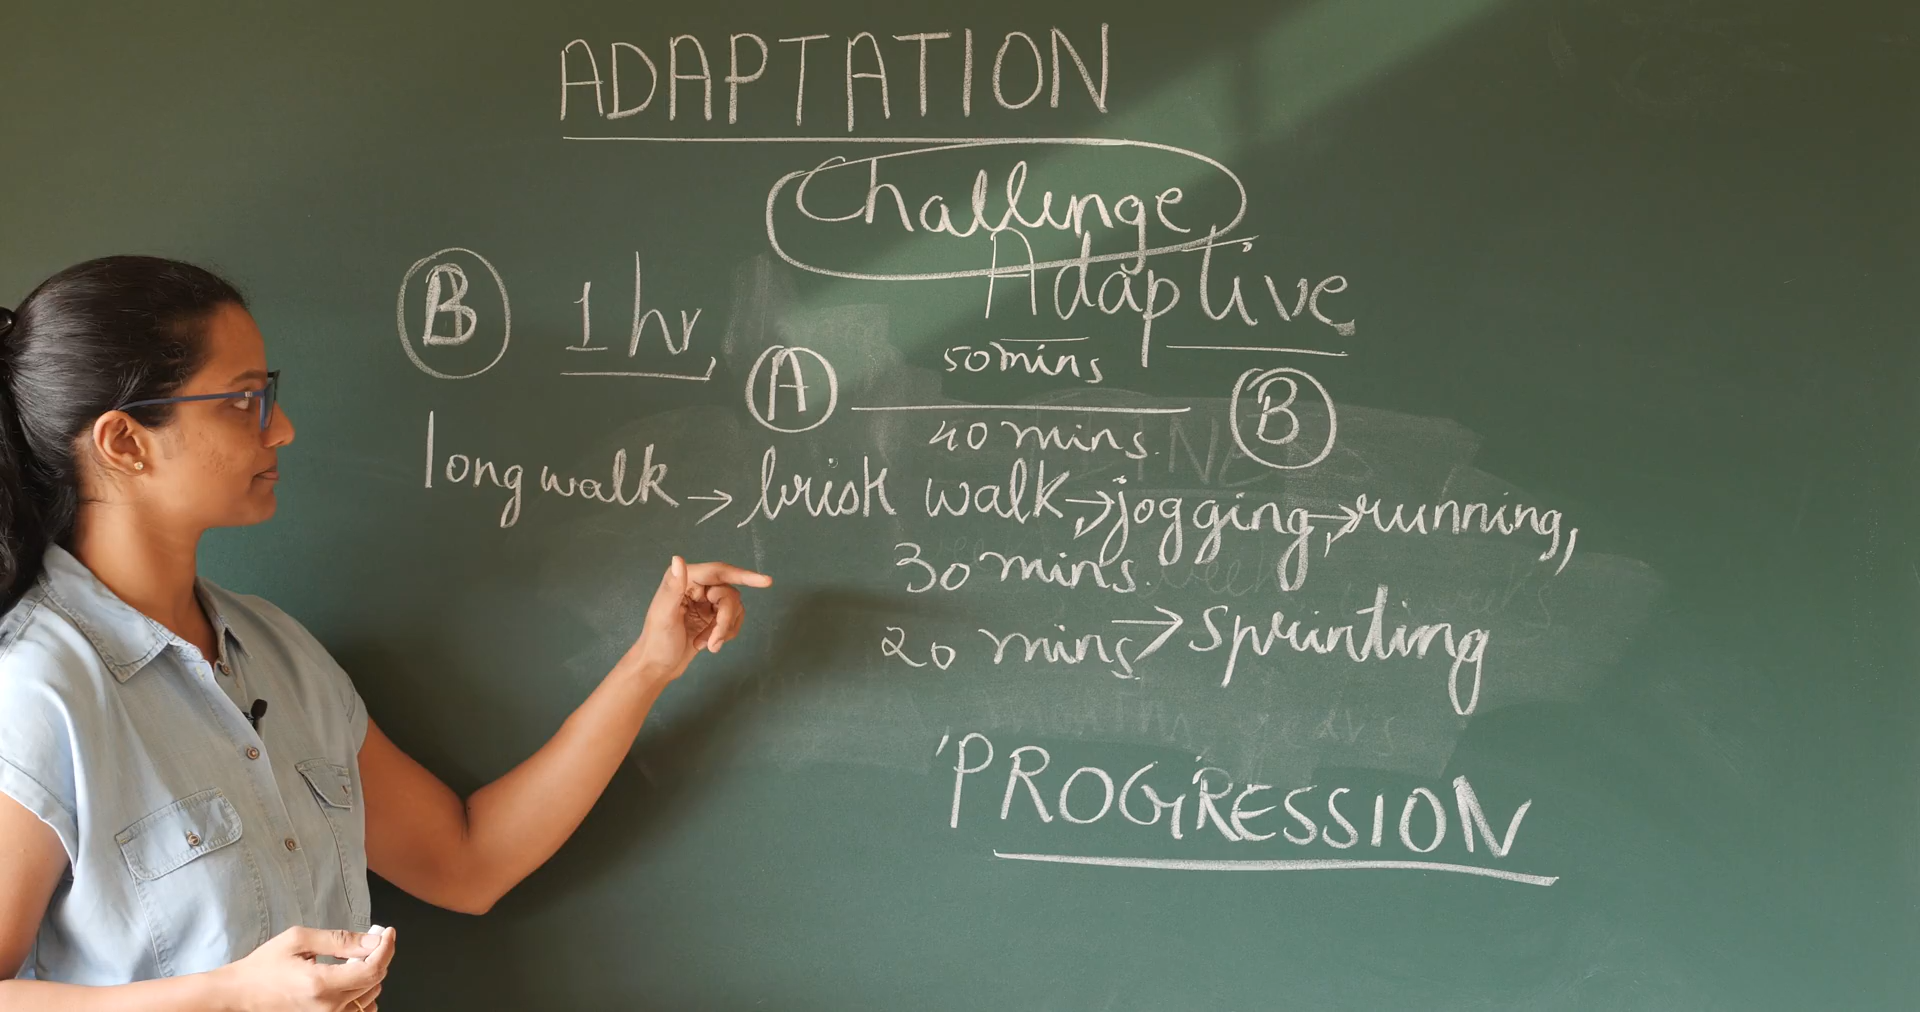 ADAPTATION
Challenge
Adaptive
B 1 hr,
50 mins
A B
40 mins.
long walk → brisk walk, → jogging, → running,
30 mins.
20 mins → sprinting
'PROGRESSION